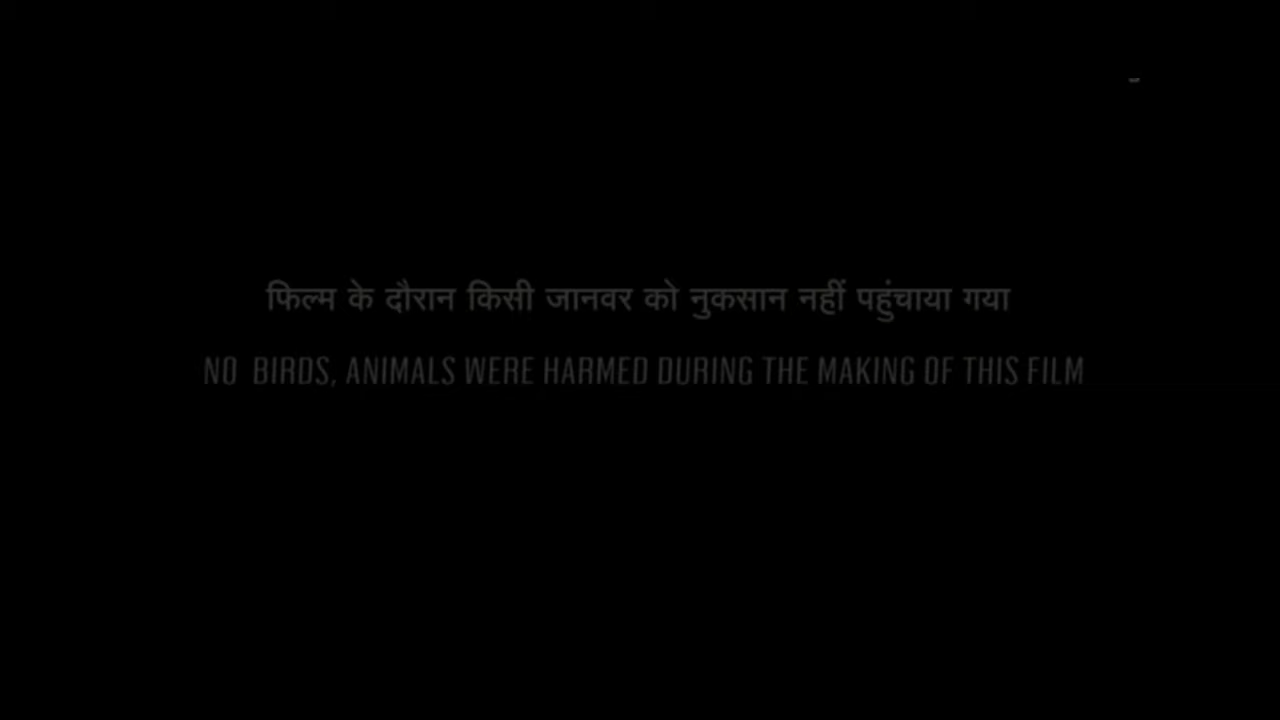 फिल्म के दौरान किसी जानवर को नुकसान नहीं पहुंचाया गया
NO BIRDS, ANIMALS WERE HARMED DURING THE MAKING OF THIS FILM